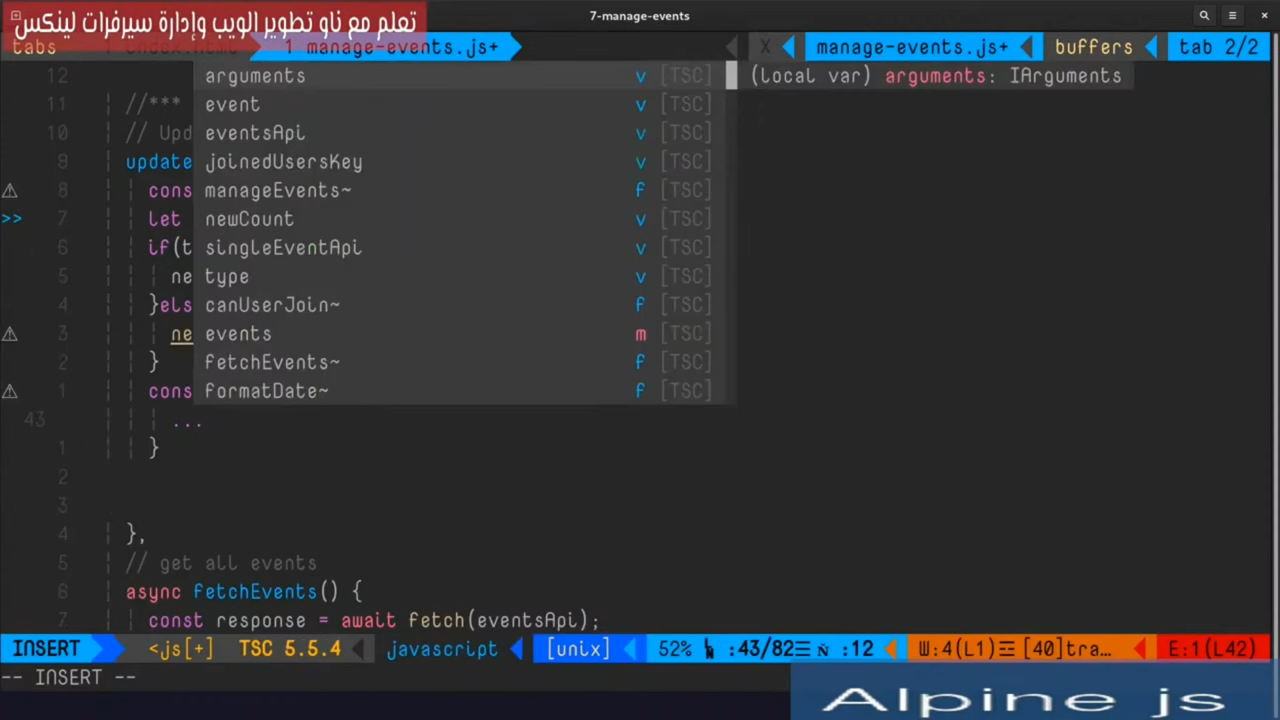 7-manage-events
تعلم مع ناو تطوير الويب وإدارة سيرفرات لينكس
tabs 1 index.html 1 manage-events.js+ X manage-events.js+ buffers tab 2/2
12 arguments v [TSC] (local var) arguments: IArguments
11 //*** event v [TSC]
10 // Upd eventsApi v [TSC]
9 update joinedUsersKey v [TSC]
⚠ 8 cons manageEvents~ f [TSC]
>> 7 let newCount v [TSC]
6 if(t singleEventApi v [TSC]
5 ne type v [TSC]
4 }els canUserJoin~ f [TSC]
⚠ 3 ne events m [TSC]
2 } fetchEvents~ f [TSC]
⚠ 1 cons formatDate~ f [TSC]
43 ...
1 }
2
3
4 },
5 // get all events
6 async fetchEvents() {
7 const response = await fetch(eventsApi);
INSERT <js[+] TSC 5.5.4 javascript [unix] 52% :43/82☰ :12 W:4(L1)☲ [40]tra… E:1(L42)
-- INSERT --
Alpine js